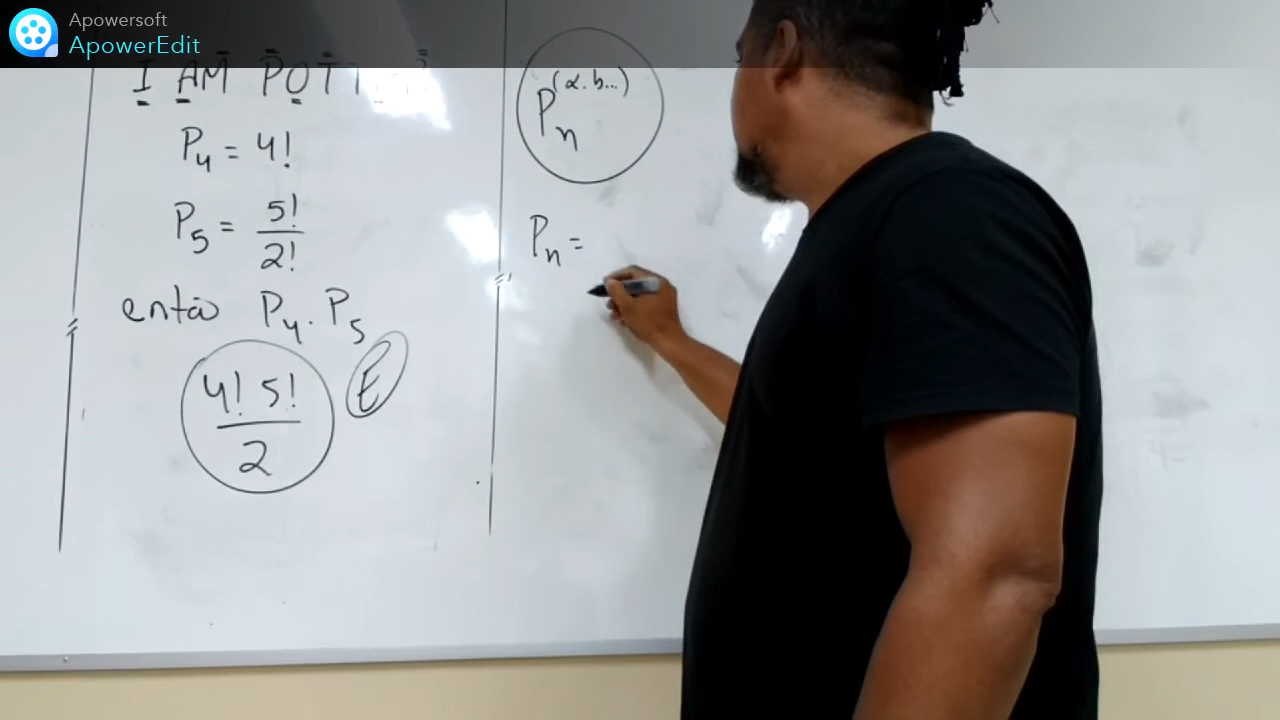 Apowersoft
ApowerEdit
I AM POTT
P₄ = 4!
P₅ = 5!/2!
então P₄ . P₅
4! 5!/2
E
Pₙ^(a.b...)
Pₙ =